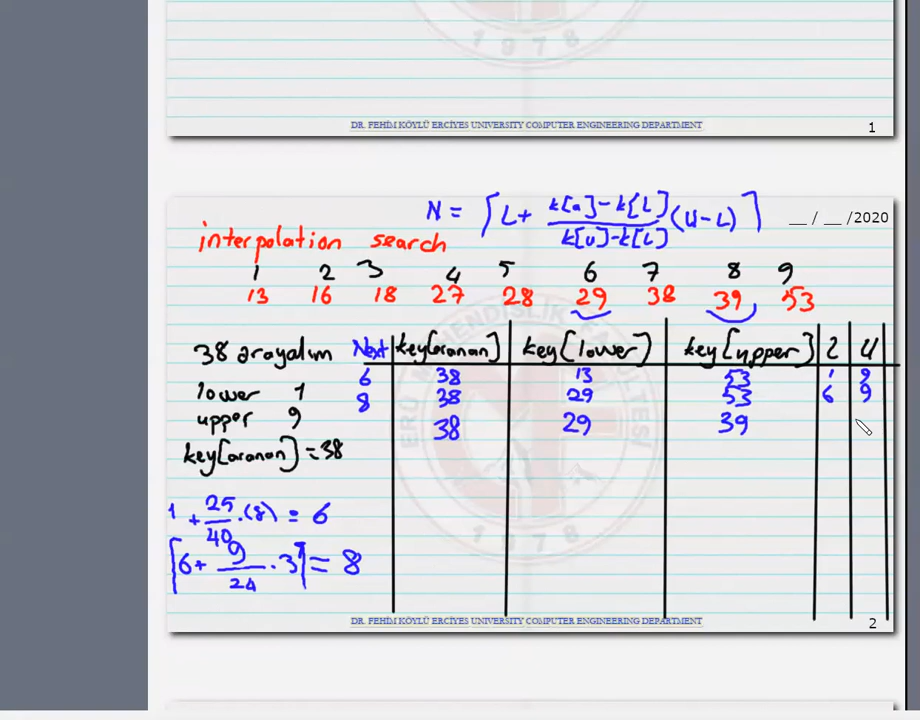 1978
DR. FEHİM KÖYLÜ ERCİYES UNIVERSITY COMPUTER ENGINEERING DEPARTMENT 1
N = ⌈L + (k[a]-k[L])/(k[u]-k[L]) (U-L)⌉
__ / __ /2020
interpolation search
1 2 3 4 5 6 7 8 9
13 16 18 27 28 29 38 39 53
38 arayalım Next key[aranan] key[lower] key[upper] L U
6 38 13 53 1 9
lower 1 8 38 29 53 6 9
upper 9 38 29 39
key[aranan] = 38
1 + 25/40 · (8) = 6
⌈6 + 9/24 · 3⌉ = 8
1978
DR. FEHİM KÖYLÜ ERCİYES UNIVERSITY COMPUTER ENGINEERING DEPARTMENT 2